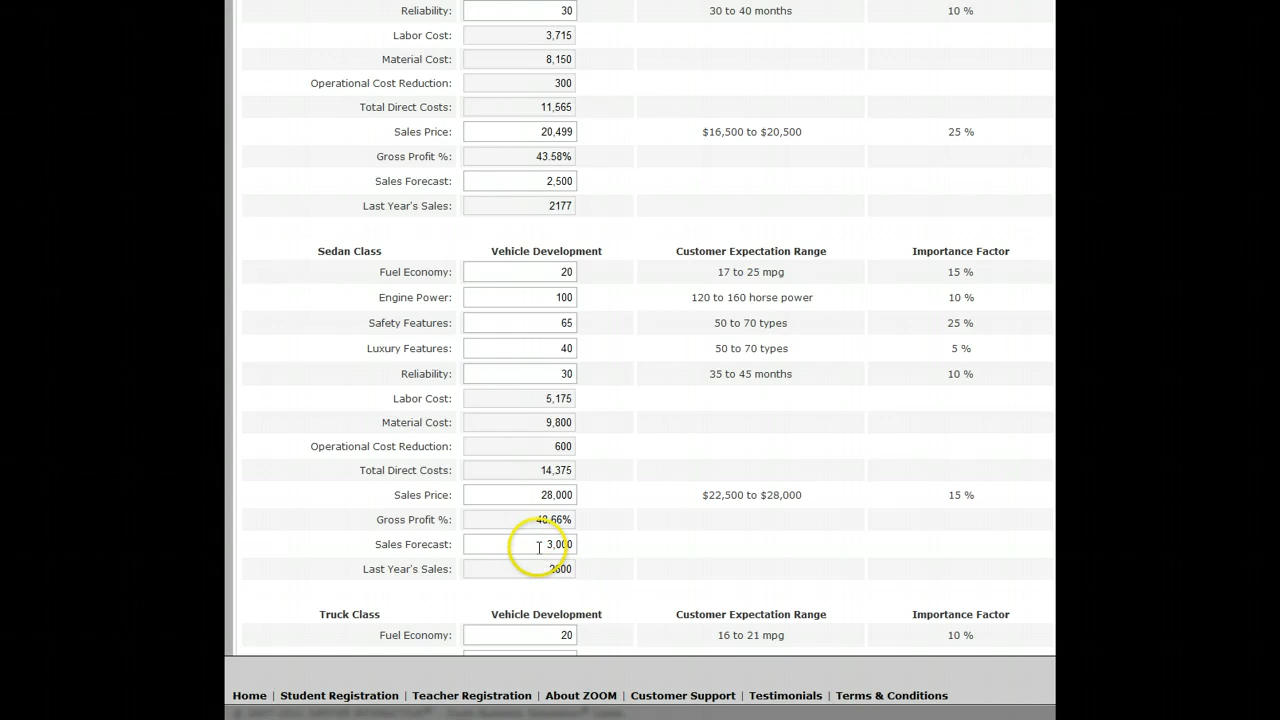 Reliability: 30 30 to 40 months 10 %
Labor Cost: 3,715
Material Cost: 8,150
Operational Cost Reduction: 300
Total Direct Costs: 11,565
Sales Price: 20,499 $16,500 to $20,500 25 %
Gross Profit %: 43.58%
Sales Forecast: 2,500
Last Year's Sales: 2177
Sedan Class Vehicle Development Customer Expectation Range Importance Factor
Fuel Economy: 20 17 to 25 mpg 15 %
Engine Power: 100 120 to 160 horse power 10 %
Safety Features: 65 50 to 70 types 25 %
Luxury Features: 40 50 to 70 types 5 %
Reliability: 30 35 to 45 months 10 %
Labor Cost: 5,175
Material Cost: 9,800
Operational Cost Reduction: 600
Total Direct Costs: 14,375
Sales Price: 28,000 $22,500 to $28,000 15 %
Gross Profit %: 48.66%
Sales Forecast: 3,000
Last Year's Sales: 2600
Truck Class Vehicle Development Customer Expectation Range Importance Factor
Fuel Economy: 20 16 to 21 mpg 10 %
Home | Student Registration | Teacher Registration | About ZOOM | Customer Support | Testimonials | Terms & Conditions